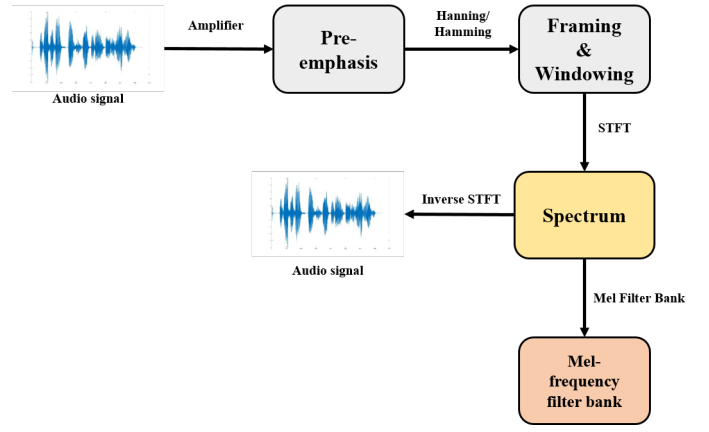 Amplifier
Hanning/
Hamming
Pre-
emphasis
Framing
&
Windowing
Audio signal
STFT
Inverse STFT
Spectrum
Audio signal
Mel Filter Bank
Mel-
frequency
filter bank